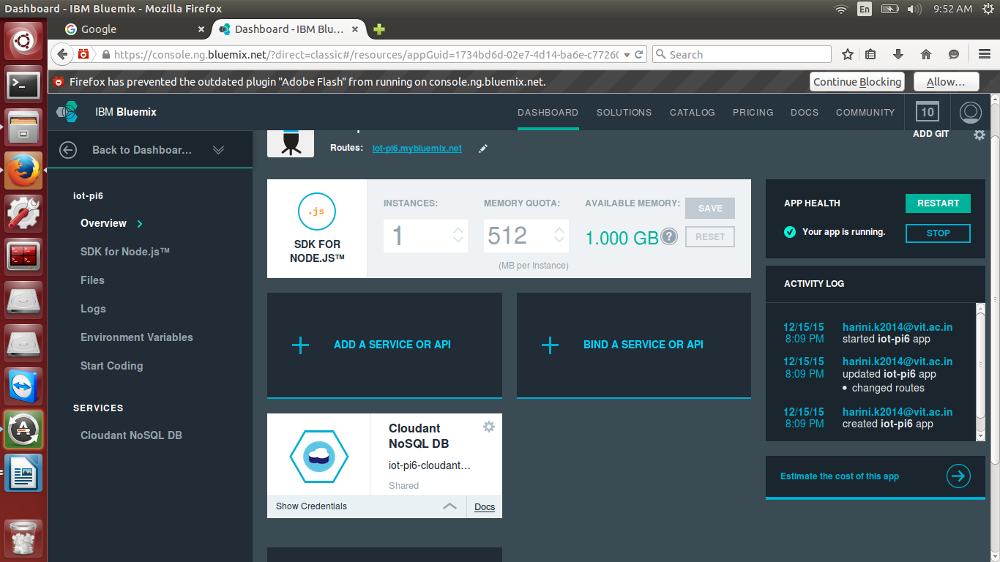 Dashboard - IBM Bluemix - Mozilla Firefox
En
9:52 AM
Google
Dashboard - IBM Blu...
https://console.ng.bluemix.net/?direct=classic#/resources/appGuid=1734bd6d-02e7-4d14-ba6e-c7726
Search
Firefox has prevented the outdated plugin "Adobe Flash" from running on console.ng.bluemix.net.
Continue Blocking
Allow...
IBM Bluemix
DASHBOARD
SOLUTIONS
CATALOG
PRICING
DOCS
COMMUNITY
10
Back to Dashboar...
iot-pi6
Overview
SDK for Node.js™
Files
Logs
Environment Variables
Start Coding
SERVICES
Cloudant NoSQL DB
Routes: iot-pi6.mybluemix.net
ADD GIT
.js
SDK FOR
NODE.JS™
INSTANCES:
1
MEMORY QUOTA:
512
(MB per Instance)
AVAILABLE MEMORY:
1.000 GB
?
SAVE
RESET
ADD A SERVICE OR API
BIND A SERVICE OR API
Cloudant
NoSQL DB
iot-pi6-cloudant...
Shared
Show Credentials
Docs
APP HEALTH
RESTART
Your app is running.
STOP
ACTIVITY LOG
12/15/15 harini.k2014@vit.ac.in
8:09 PM started iot-pi6 app
12/15/15 harini.k2014@vit.ac.in
8:09 PM updated iot-pi6 app
• changed routes
12/15/15 harini.k2014@vit.ac.in
8:09 PM created iot-pi6 app
Estimate the cost of this app